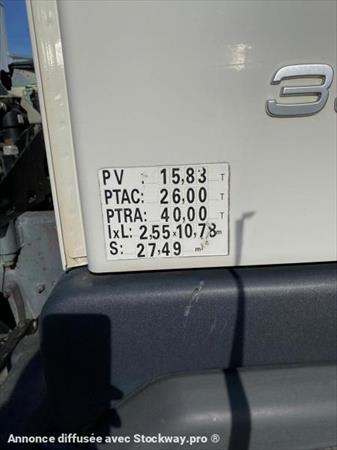 3
PV : 15,83 T
PTAC: 26,00 T
PTRA: 40,00 T
lxL: 2,55x10,78 m
S: 27,49 m²
Annonce diffusée avec Stockway.pro ®